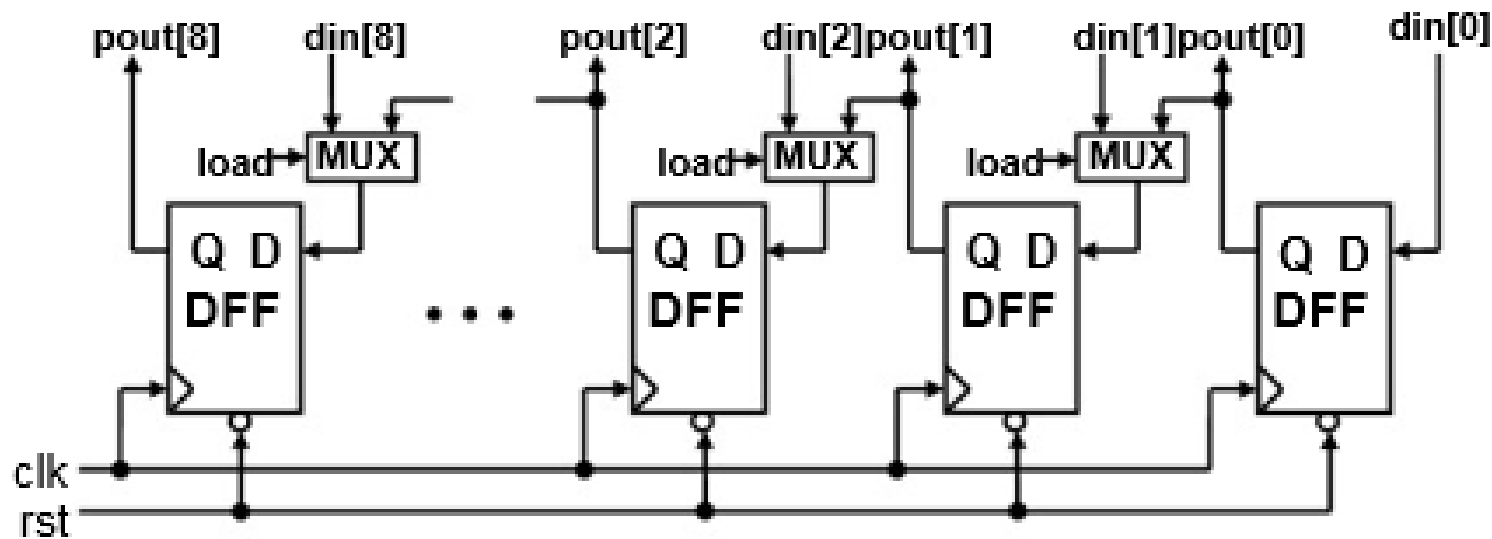 pout[8] din[8] pout[2] din[2]pout[1] din[1]pout[0] din[0]
load MUX load MUX load MUX
Q D Q D Q D Q D
DFF DFF DFF DFF
clk
rst